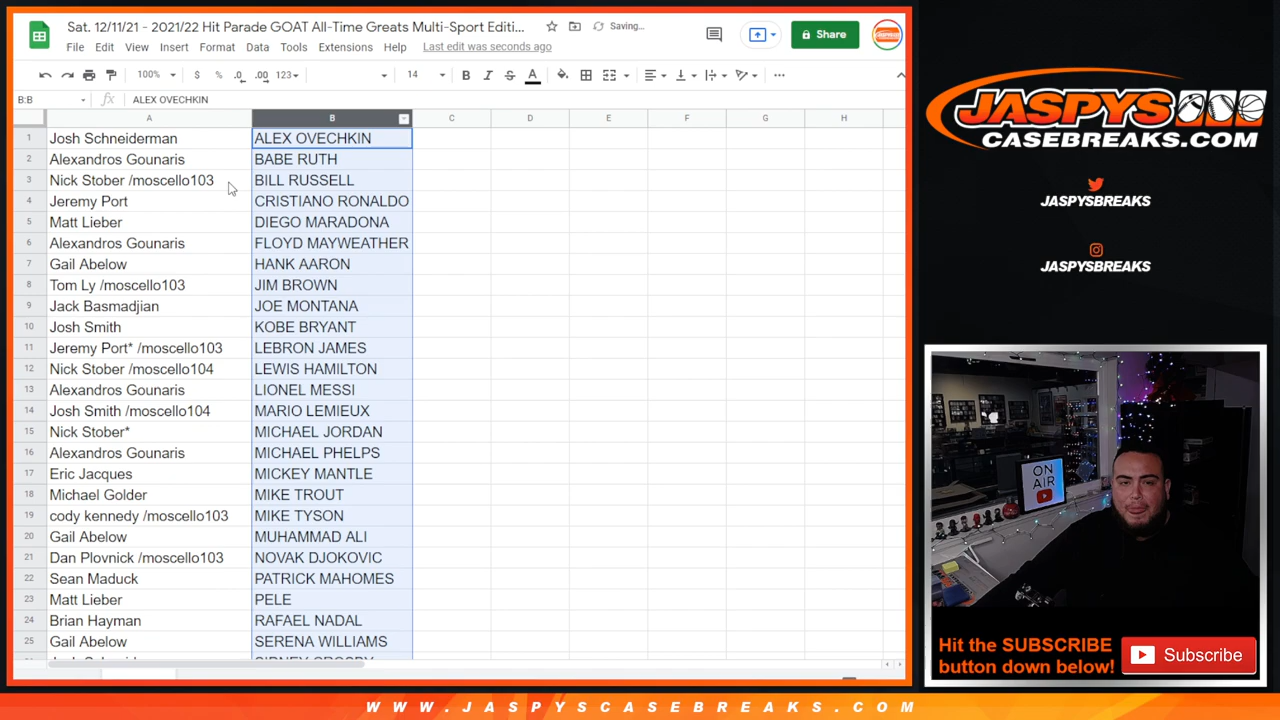 Sat. 12/11/21 - 2021/22 Hit Parade GOAT All-Time Greats Multi-Sport Editi...
Saving...
File Edit View Insert Format Data Tools Extensions Help Last edit was seconds ago
Share
100% $ % .0 .00 123 14 B I S A
B:B fx ALEX OVECHKIN
A B C D E F G H
1 Josh Schneiderman ALEX OVECHKIN
2 Alexandros Gounaris BABE RUTH
3 Nick Stober /moscello103 BILL RUSSELL
4 Jeremy Port CRISTIANO RONALDO
5 Matt Lieber DIEGO MARADONA
6 Alexandros Gounaris FLOYD MAYWEATHER
7 Gail Abelow HANK AARON
8 Tom Ly /moscello103 JIM BROWN
9 Jack Basmadjian JOE MONTANA
10 Josh Smith KOBE BRYANT
11 Jeremy Port* /moscello103 LEBRON JAMES
12 Nick Stober /moscello104 LEWIS HAMILTON
13 Alexandros Gounaris LIONEL MESSI
14 Josh Smith /moscello104 MARIO LEMIEUX
15 Nick Stober* MICHAEL JORDAN
16 Alexandros Gounaris MICHAEL PHELPS
17 Eric Jacques MICKEY MANTLE
18 Michael Golder MIKE TROUT
19 cody kennedy /moscello103 MIKE TYSON
20 Gail Abelow MUHAMMAD ALI
21 Dan Plovnick /moscello103 NOVAK DJOKOVIC
22 Sean Maduck PATRICK MAHOMES
23 Matt Lieber PELE
24 Brian Hayman RAFAEL NADAL
25 Gail Abelow SERENA WILLIAMS
JASPYS
CASEBREAKS.COM
JASPYSBREAKS
JASPYSBREAKS
ON
AIR
Hit the SUBSCRIBE
button down below!
Subscribe
WWW.JASPYSCASEBREAKS.COM